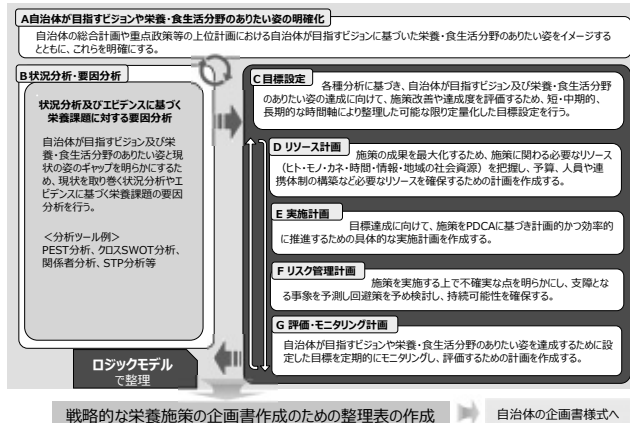 A自治体が目指すビジョンや栄養・食生活分野のありたい姿の明確化
自治体の総合計画や重点政策等の上位計画における自治体が目指すビジョンに基づいた栄養・食生活分野のありたい姿をイメージする
とともに、これらを明確にする。
B状況分析・要因分析
状況分析及びエビデンスに基づく
栄養課題に対する要因分析
自治体が目指すビジョン及び栄
養・食生活分野のありたい姿と現
状の姿のギャップを明らかにするた
め、現状を取り巻く状況分析やエ
ビデンスに基づく栄養課題の要因
分析を行う。
＜分析ツール例＞
PEST分析、クロスSWOT分析、
関係者分析、STP分析等
ロジックモデル
で整理
C目標設定
各種分析に基づき、自治体が目指すビジョン及び栄養・食生活分野
のありたい姿の達成に向けて、施策改善や達成度を評価するため、短・中期的、
長期的な時間軸により整理した可能な限り定量化した目標設定を行う。
D リソース計画
施策の成果を最大化するため、施策に関わる必要なリソース
（ヒト・モノ・カネ・時間・情報・地域の社会資源）を把握し、予算、人員や連
携体制の構築など必要なリソースを確保するための計画を作成する。
E 実施計画
目標達成に向けて、施策をPDCAに基づき計画的かつ効率的
に推進するための具体的な実施計画を作成する。
F リスク管理計画
施策を実施する上で不確実な点を明らかにし、支障とな
る事象を予測し回避策を予め検討し、持続可能性を確保する。
G 評価・モニタリング計画
自治体が目指すビジョンや栄養・食生活分野のありたい姿を達成するために設
定した目標を定期的にモニタリングし、評価するための計画を作成する。
戦略的な栄養施策の企画書作成のための整理表の作成
自治体の企画書様式へ